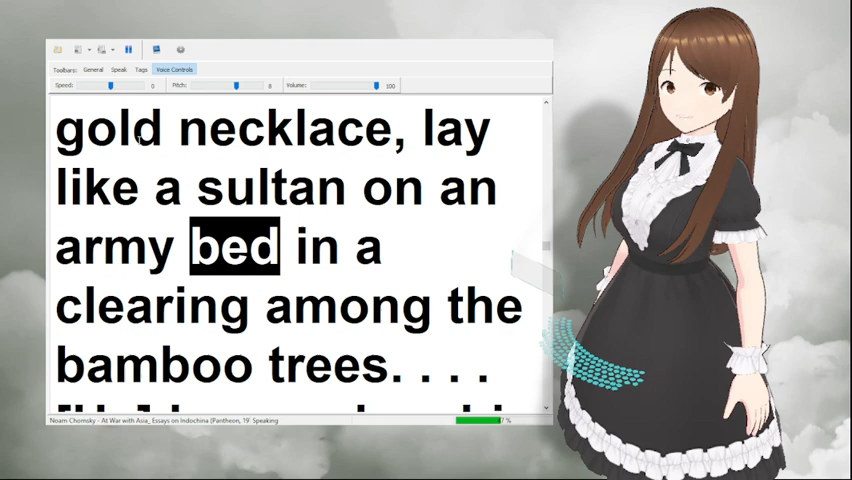 Toolbars: General Speak Tags Voice Controls
Speed: 0 Pitch: 8 Volume: 100
gold necklace, lay
like a sultan on an
army bed in a
clearing among the
bamboo trees. . . .
Noam Chomsky - At War with Asia_ Essays on Indochina (Pantheon, 19 Speaking